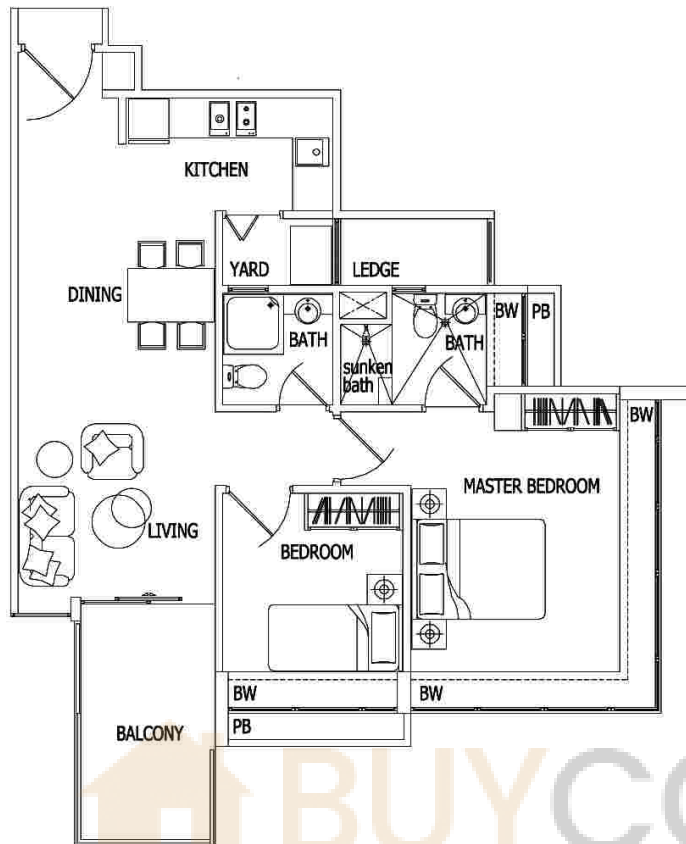 KITCHEN
YARD
LEDGE
DINING
BATH
sunken
bath
BATH
BW
PB
BW
MASTER BEDROOM
LIVING
BEDROOM
BW
BW
PB
BALCONY
BUYCO